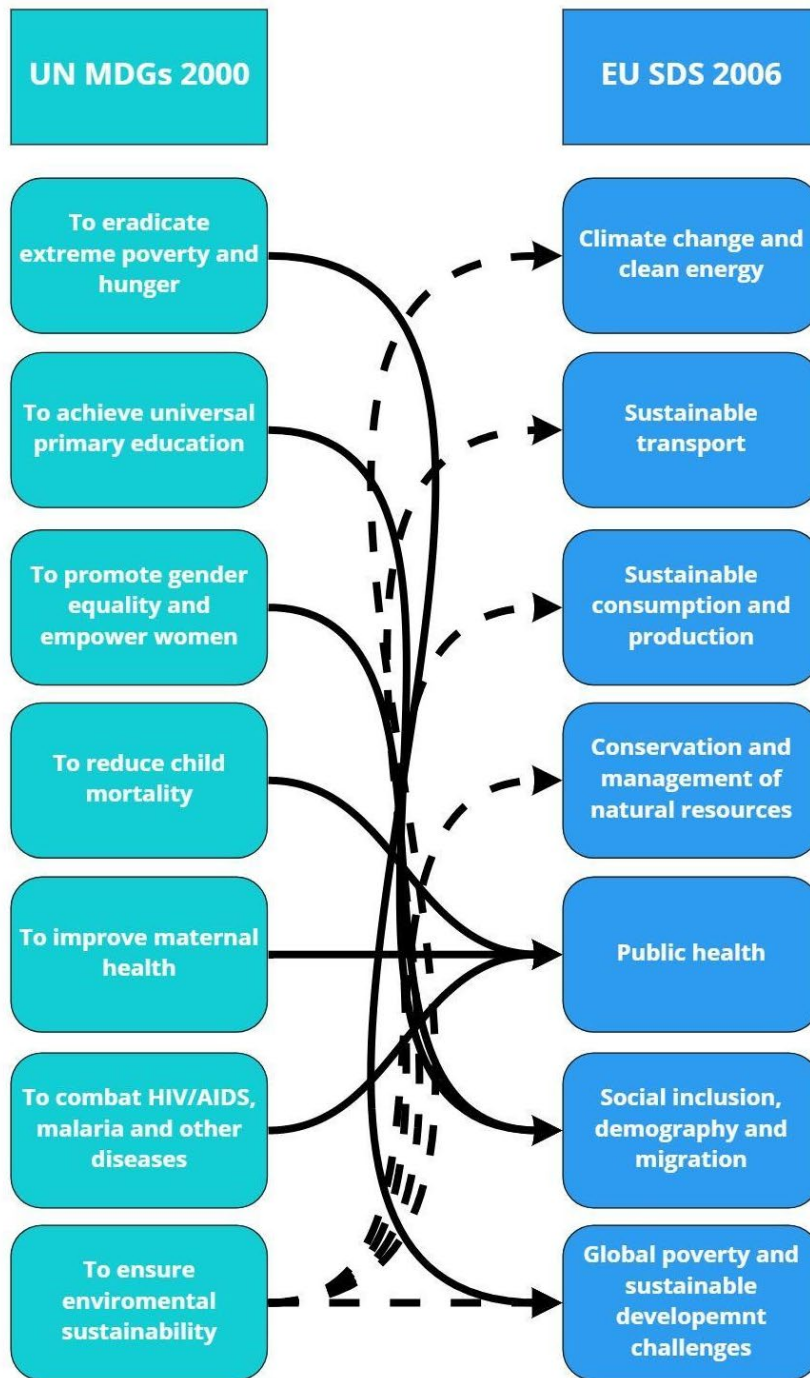 UN MDGs 2000
EU SDS 2006
To eradicate
extreme poverty and
hunger
Climate change and
clean energy
To achieve universal
primary education
Sustainable
transport
To promote gender
equality and
empower women
Sustainable
consumption and
production
To reduce child
mortality
Conservation and
management of
natural resources
To improve maternal
health
Public health
To combat HIV/AIDS,
malaria and other
diseases
Social inclusion,
demography and
migration
To ensure
enviromental
sustainability
Global poverty and
sustainable
developemnt
challenges